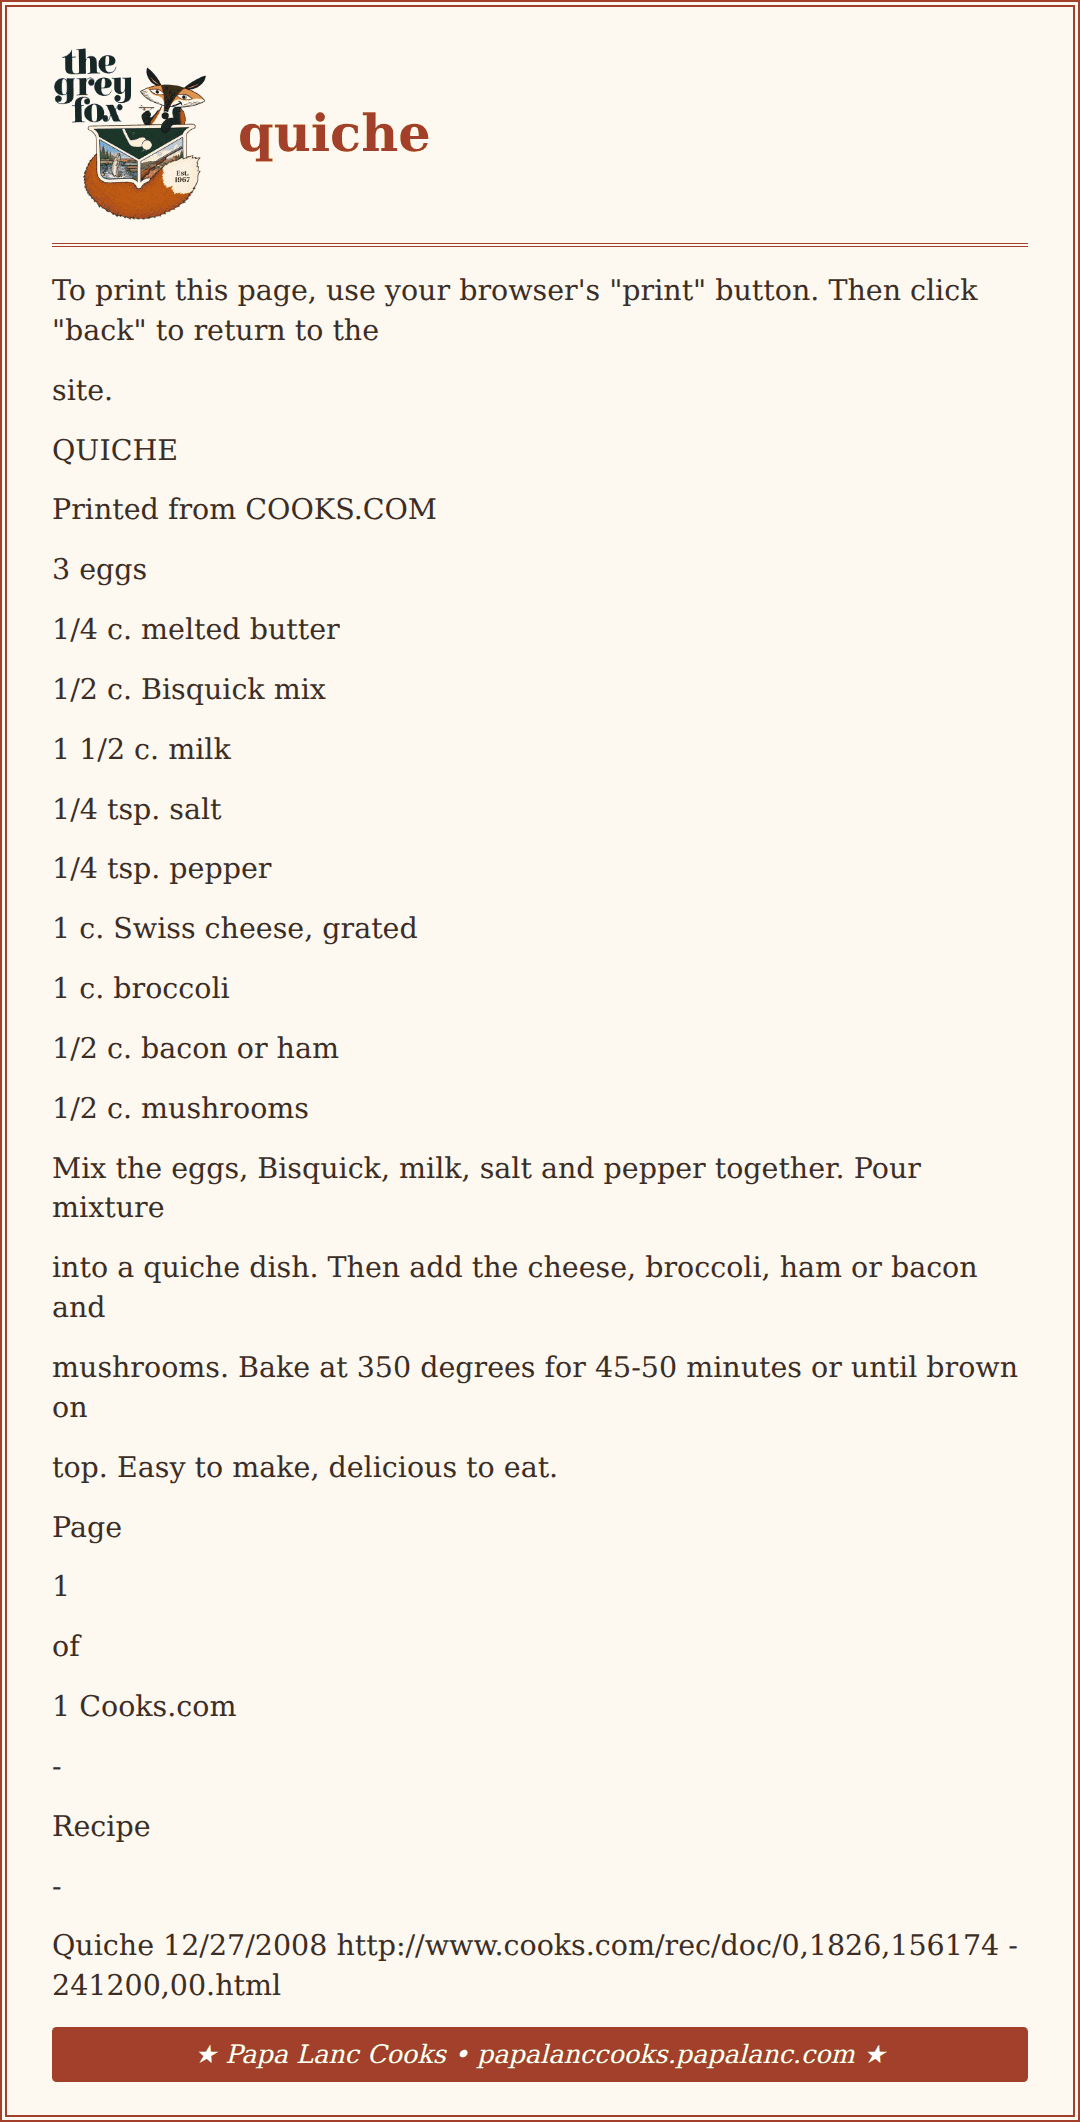 the
grey
fox
Est.
1967
quiche
To print this page, use your browser's "print" button. Then click
"back" to return to the
site.
QUICHE
Printed from COOKS.COM
3 eggs
1/4 c. melted butter
1/2 c. Bisquick mix
1 1/2 c. milk
1/4 tsp. salt
1/4 tsp. pepper
1 c. Swiss cheese, grated
1 c. broccoli
1/2 c. bacon or ham
1/2 c. mushrooms
Mix the eggs, Bisquick, milk, salt and pepper together. Pour
mixture
into a quiche dish. Then add the cheese, broccoli, ham or bacon
and
mushrooms. Bake at 350 degrees for 45-50 minutes or until brown
on
top. Easy to make, delicious to eat.
Page
1
of
1 Cooks.com
-
Recipe
-
Quiche 12/27/2008 http://www.cooks.com/rec/doc/0,1826,156174 -
241200,00.html
★ Papa Lanc Cooks • papalanccooks.papalanc.com ★